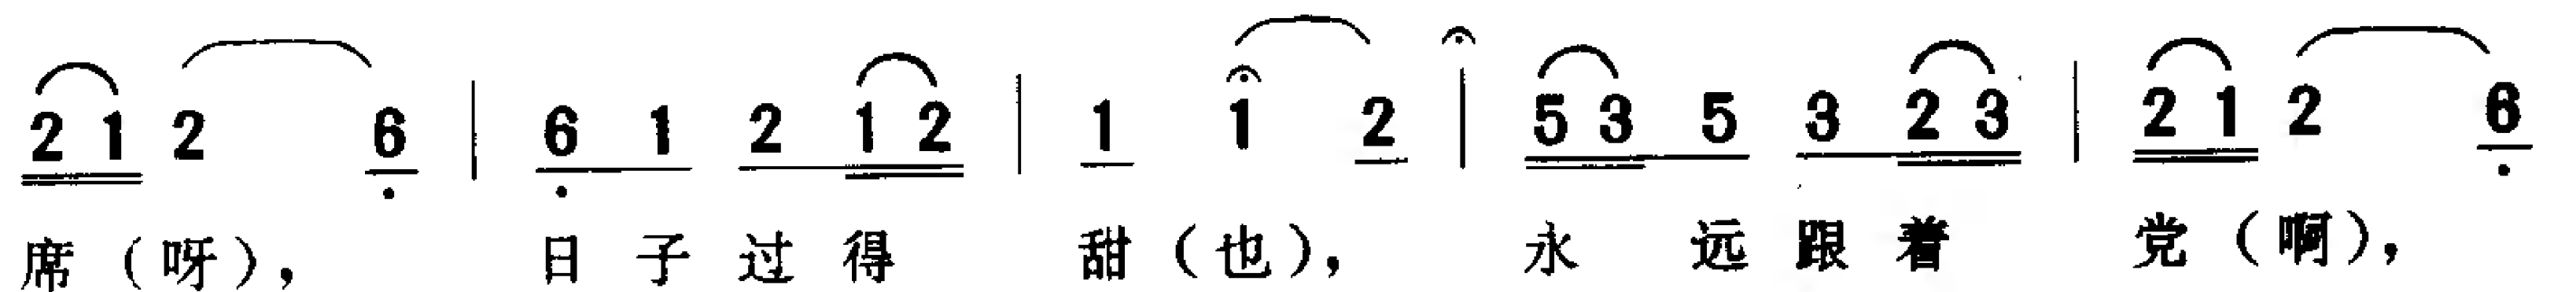 2 1 2 6 | 6 1 2 1 2 | 1 1 2 | 5 3 5 3 2 3 | 2 1 2 6
席（呀）， 日 子 过 得 甜（也）， 永 远 跟 着 党（啊），